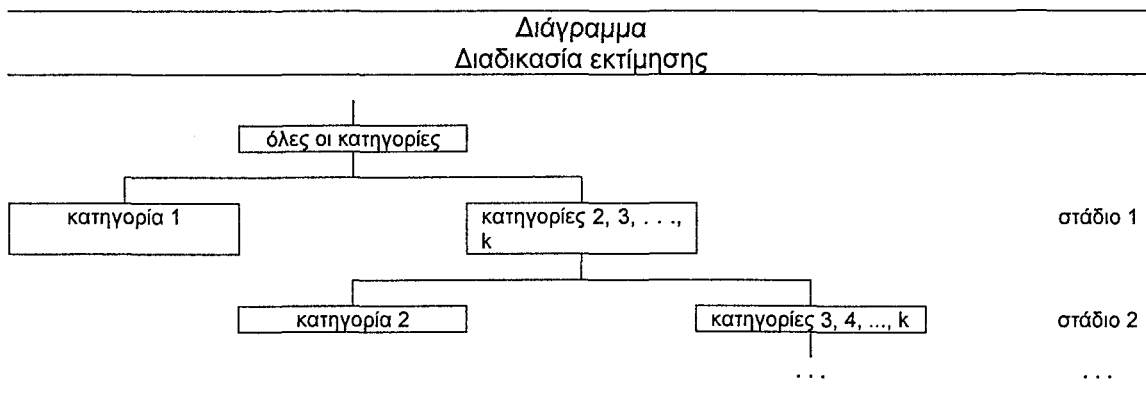 Διάγραμμα
Διαδικασία εκτίμησης
όλες οι κατηγορίες
κατηγορία 1
κατηγορίες 2, 3, . . .,
k
στάδιο 1
κατηγορία 2
κατηγορίες 3, 4, ..., k
στάδιο 2
. . .
. . .